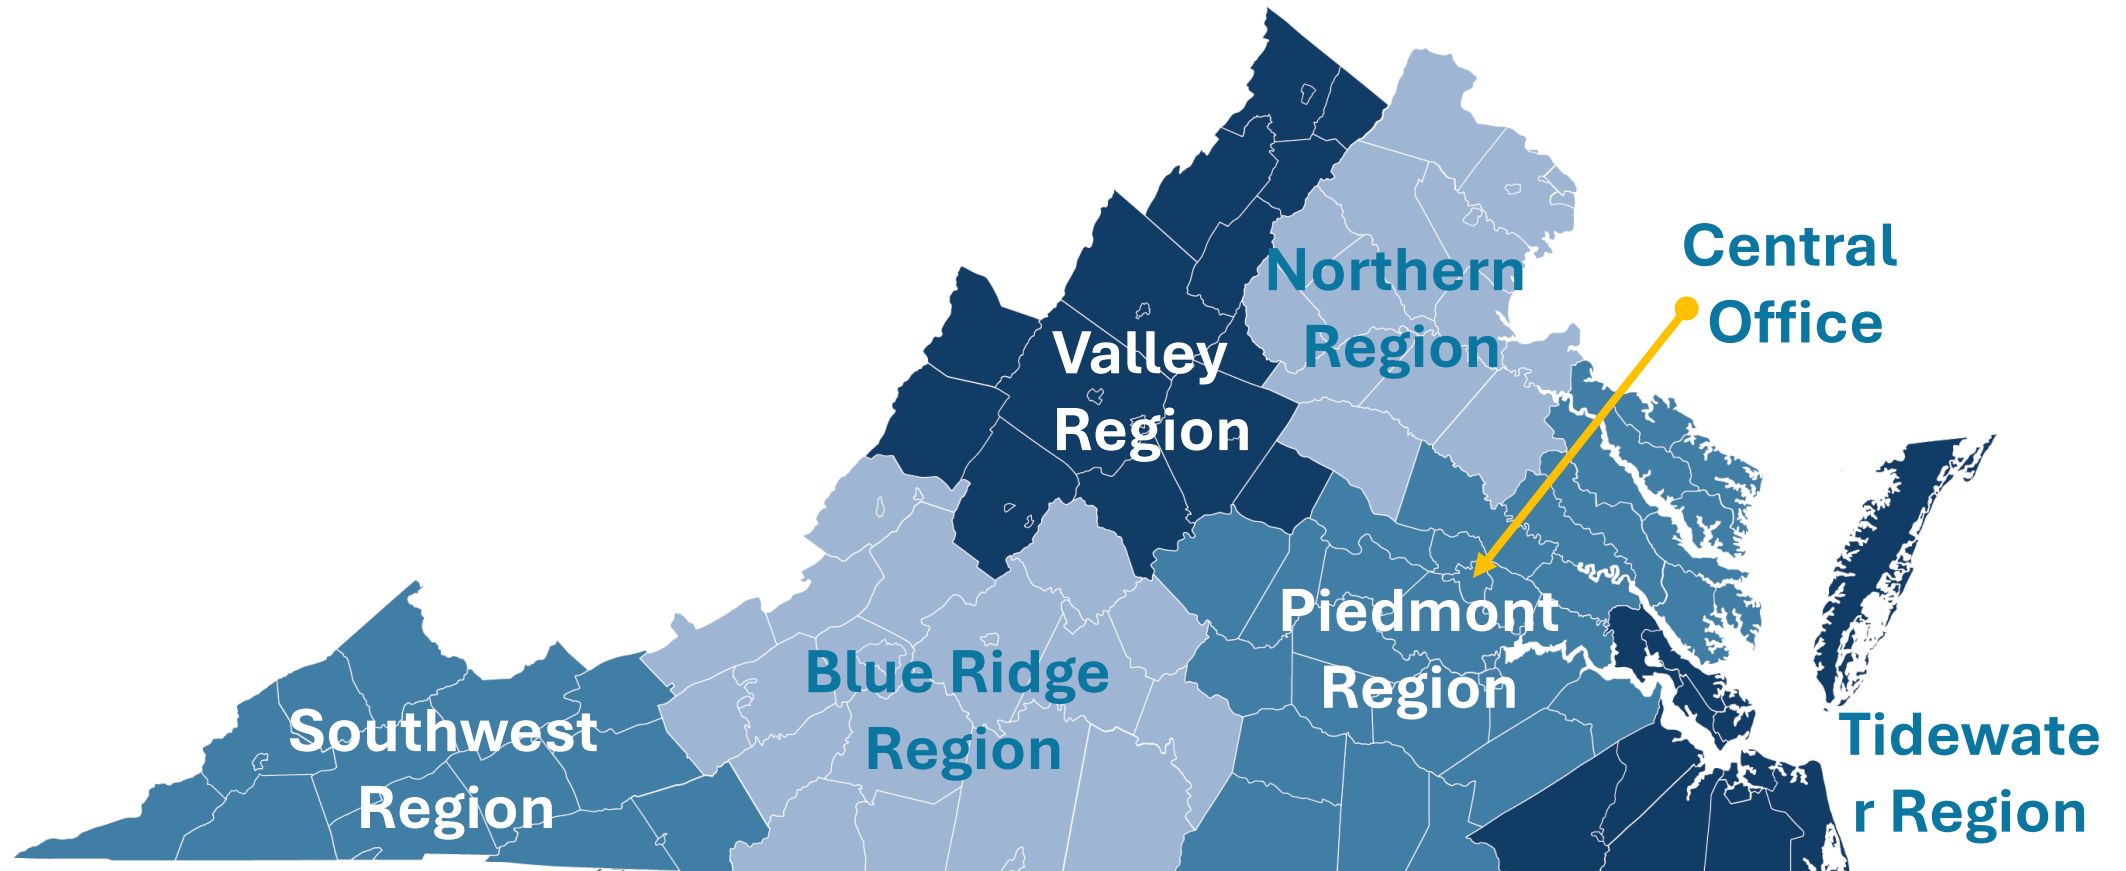 Central
Office
Northern
Region
Valley
Region
Piedmont
Region
Blue Ridge
Region
Southwest
Region
Tidewate
r Region